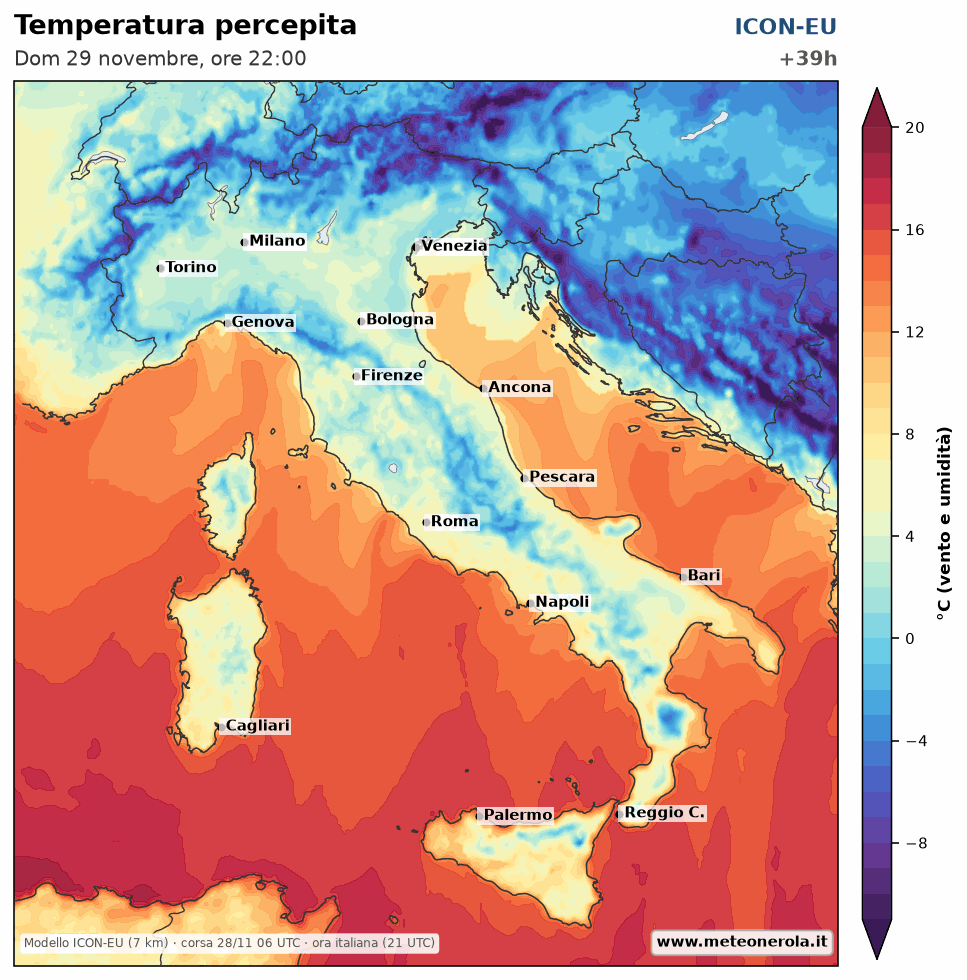 Temperatura percepita
ICON-EU
Dom 29 novembre, ore 22:00
+39h
Milano
Venezia
Torino
Genova
Bologna
Firenze
Ancona
Pescara
Roma
Bari
Napoli
Cagliari
Palermo
Reggio C.
20
16
12
8
4
0
−4
−8
°C (vento e umidità)
Modello ICON-EU (7 km) · corsa 28/11 06 UTC · ora italiana (21 UTC)
www.meteonerola.it